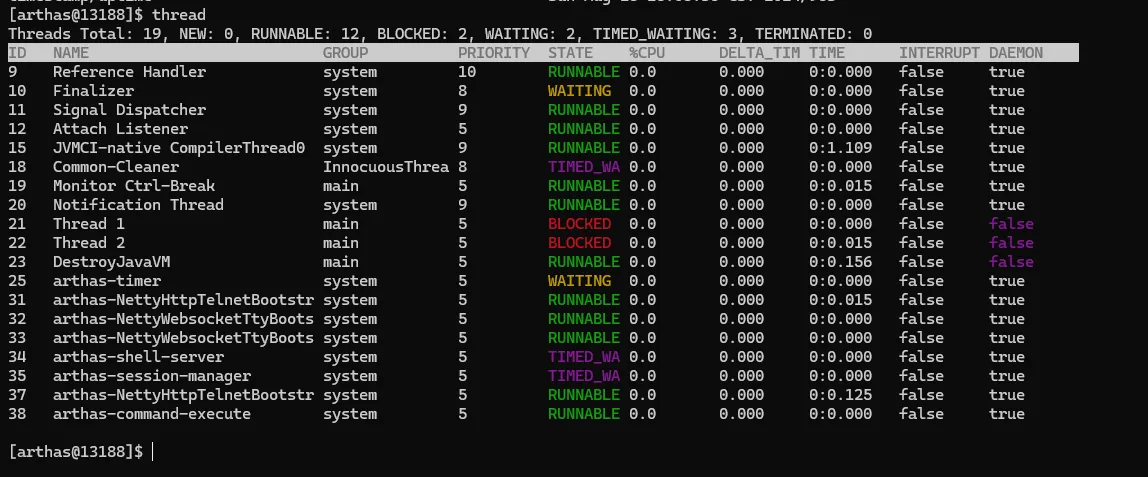 [arthas@13188]$ thread
Threads Total: 19, NEW: 0, RUNNABLE: 12, BLOCKED: 2, WAITING: 2, TIMED_WAITING: 3, TERMINATED: 0
ID NAME GROUP PRIORITY STATE %CPU DELTA_TIM TIME INTERRUPT DAEMON
9 Reference Handler system 10 RUNNABLE 0.0 0.000 0:0.000 false true
10 Finalizer system 8 WAITING 0.0 0.000 0:0.000 false true
11 Signal Dispatcher system 9 RUNNABLE 0.0 0.000 0:0.000 false true
12 Attach Listener system 5 RUNNABLE 0.0 0.000 0:0.000 false true
15 JVMCI-native CompilerThread0 system 9 RUNNABLE 0.0 0.000 0:1.109 false true
18 Common-Cleaner InnocuousThrea 8 TIMED_WA 0.0 0.000 0:0.000 false true
19 Monitor Ctrl-Break main 5 RUNNABLE 0.0 0.000 0:0.015 false true
20 Notification Thread system 9 RUNNABLE 0.0 0.000 0:0.000 false true
21 Thread 1 main 5 BLOCKED 0.0 0.000 0:0.000 false false
22 Thread 2 main 5 BLOCKED 0.0 0.000 0:0.015 false false
23 DestroyJavaVM main 5 RUNNABLE 0.0 0.000 0:0.156 false false
25 arthas-timer system 5 WAITING 0.0 0.000 0:0.000 false true
31 arthas-NettyHttpTelnetBootstr system 5 RUNNABLE 0.0 0.000 0:0.015 false true
32 arthas-NettyWebsocketTtyBoots system 5 RUNNABLE 0.0 0.000 0:0.000 false true
33 arthas-NettyWebsocketTtyBoots system 5 RUNNABLE 0.0 0.000 0:0.000 false true
34 arthas-shell-server system 5 TIMED_WA 0.0 0.000 0:0.000 false true
35 arthas-session-manager system 5 TIMED_WA 0.0 0.000 0:0.000 false true
37 arthas-NettyHttpTelnetBootstr system 5 RUNNABLE 0.0 0.000 0:0.125 false true
38 arthas-command-execute system 5 RUNNABLE 0.0 0.000 0:0.000 false true
[arthas@13188]$